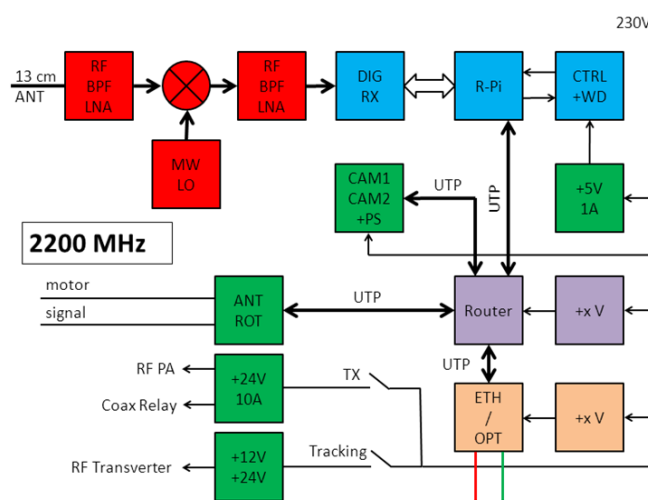 230V
13 cm
ANT
RF
BPF
LNA
RF
BPF
LNA
DIG
RX
R-Pi
CTRL
+WD
MW
LO
CAM1
CAM2
+PS
UTP
UTP
+5V
1A
2200 MHz
motor
signal
ANT
ROT
UTP
Router
+x V
UTP
RF PA
Coax Relay
+24V
10A
TX
ETH
/
OPT
+x V
RF Transverter
+12V
+24V
Tracking